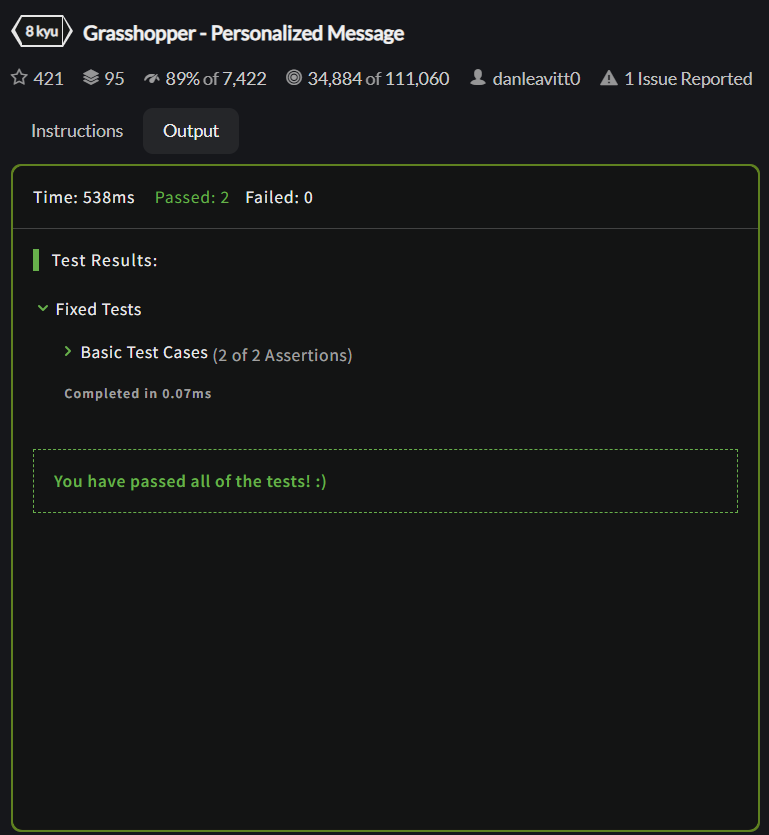 8 kyu Grasshopper - Personalized Message
421 95 89% of 7,422 34,884 of 111,060 danleavitt0 1 Issue Reported
Instructions Output
Time: 538ms Passed: 2 Failed: 0
Test Results:
Fixed Tests
Basic Test Cases (2 of 2 Assertions)
Completed in 0.07ms
You have passed all of the tests! :)